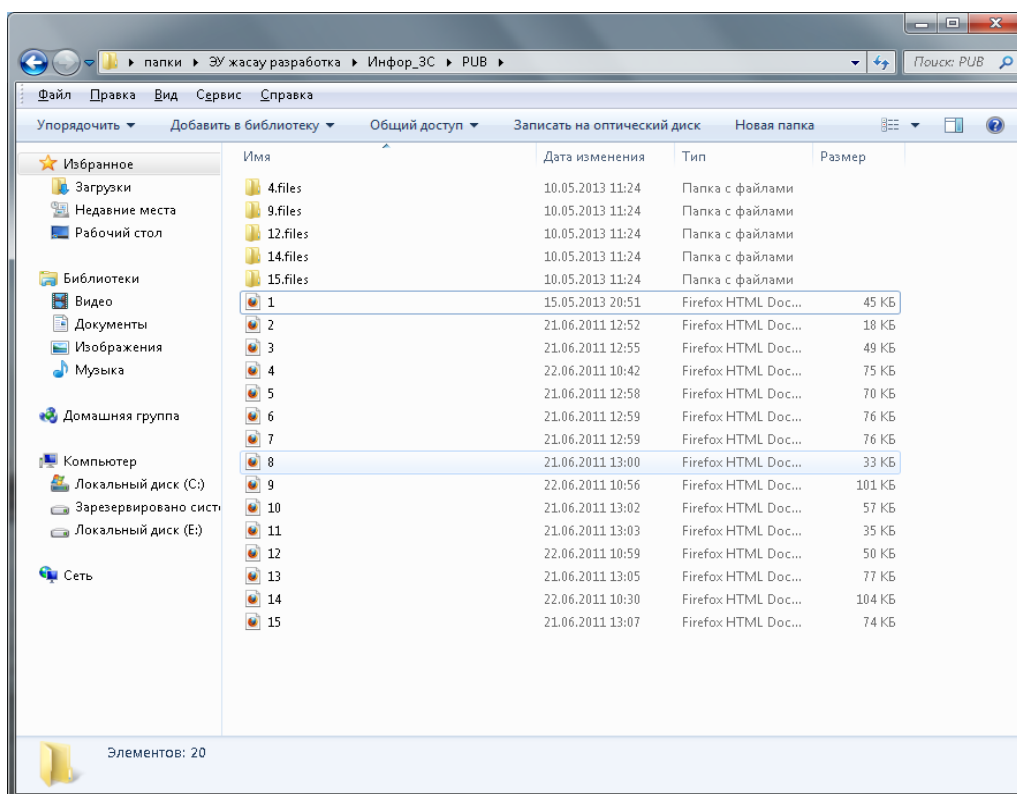 папки ▸ ЭУ жасау разработка ▸ Инфор_ЗС ▸ PUB ▸ Поиск: PUB
Файл Правка Вид Сервис Справка
Упорядочить Добавить в библиотеку Общий доступ Записать на оптический диск Новая папка
Избранное
Загрузки
Недавние места
Рабочий стол
Библиотеки
Видео
Документы
Изображения
Музыка
Домашняя группа
Компьютер
Локальный диск (C:)
Зарезервировано систе
Локальный диск (E:)
Сеть
Имя Дата изменения Тип Размер
4.files 10.05.2013 11:24 Папка с файлами
9.files 10.05.2013 11:24 Папка с файлами
12.files 10.05.2013 11:24 Папка с файлами
14.files 10.05.2013 11:24 Папка с файлами
15.files 10.05.2013 11:24 Папка с файлами
1 15.05.2013 20:51 Firefox HTML Doc... 45 КБ
2 21.06.2011 12:52 Firefox HTML Doc... 18 КБ
3 21.06.2011 12:55 Firefox HTML Doc... 49 КБ
4 22.06.2011 10:42 Firefox HTML Doc... 75 КБ
5 21.06.2011 12:58 Firefox HTML Doc... 70 КБ
6 21.06.2011 12:59 Firefox HTML Doc... 76 КБ
7 21.06.2011 12:59 Firefox HTML Doc... 76 КБ
8 21.06.2011 13:00 Firefox HTML Doc... 33 КБ
9 22.06.2011 10:56 Firefox HTML Doc... 101 КБ
10 21.06.2011 13:02 Firefox HTML Doc... 57 КБ
11 21.06.2011 13:03 Firefox HTML Doc... 35 КБ
12 22.06.2011 10:59 Firefox HTML Doc... 50 КБ
13 21.06.2011 13:05 Firefox HTML Doc... 77 КБ
14 22.06.2011 10:30 Firefox HTML Doc... 104 КБ
15 21.06.2011 13:07 Firefox HTML Doc... 74 КБ
Элементов: 20